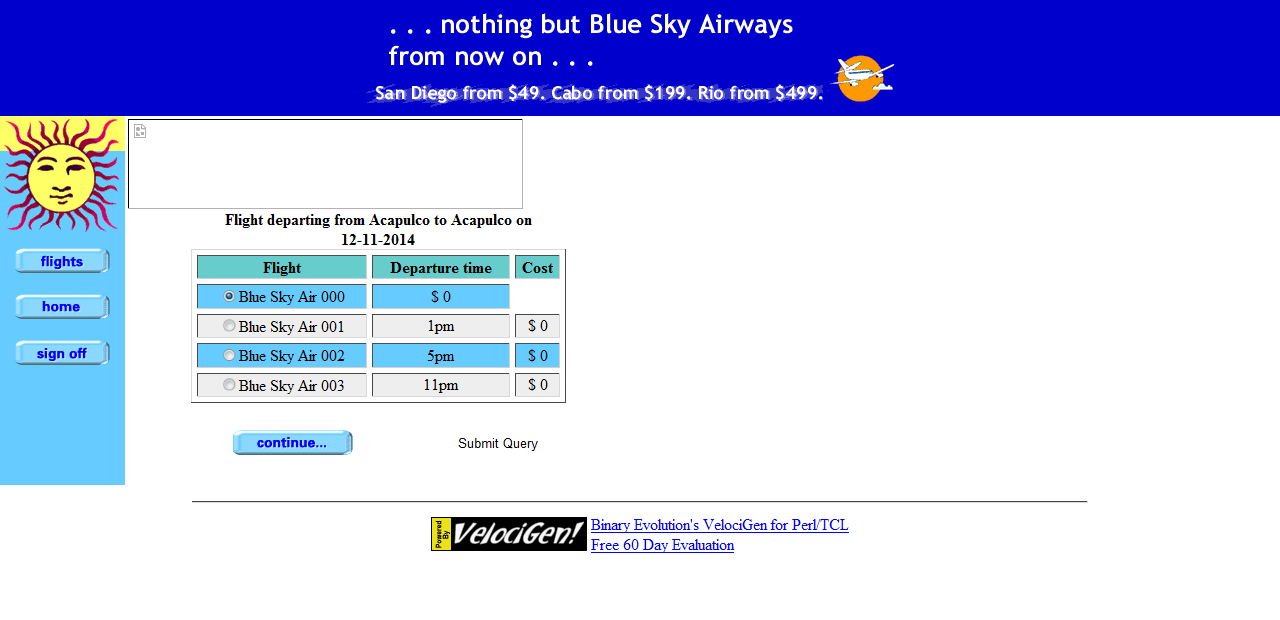 . . . nothing but Blue Sky Airways
from now on . . .
San Diego from $49. Cabo from $199. Rio from $499.
flights
home
sign off
Flight departing from Acapulco to Acapulco on
12-11-2014
Flight Departure time Cost
Blue Sky Air 000 $ 0
Blue Sky Air 001 1pm $ 0
Blue Sky Air 002 5pm $ 0
Blue Sky Air 003 11pm $ 0
continue... Submit Query
Powered By VelociGen!
Binary Evolution's VelociGen for Perl/TCL
Free 60 Day Evaluation